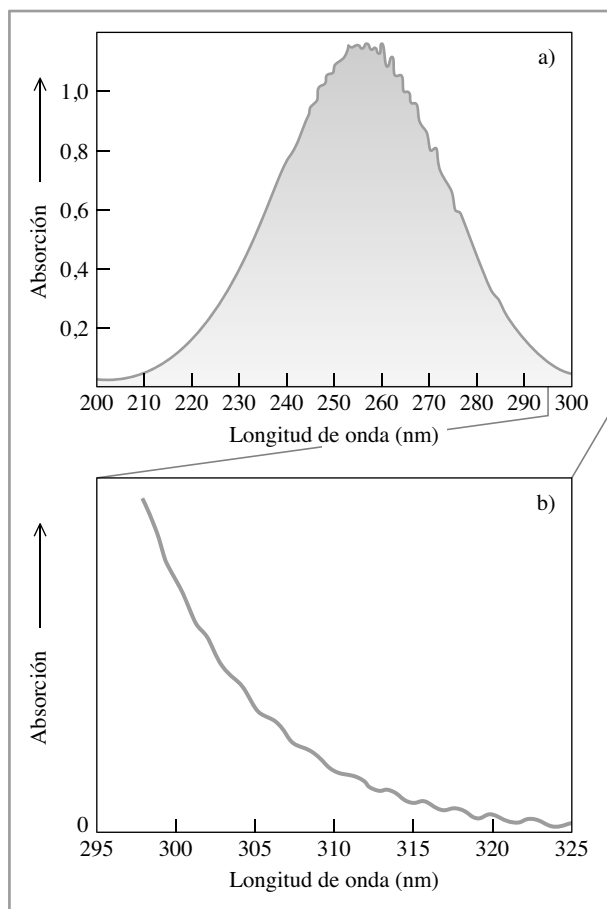 a)
1,0
0,8
0,6
0,4
0,2
Absorción
200 210 220 230 240 250 260 270 280 290 300
Longitud de onda (nm)
b)
Absorción
0
295 300 305 310 315 320 325
Longitud de onda (nm)